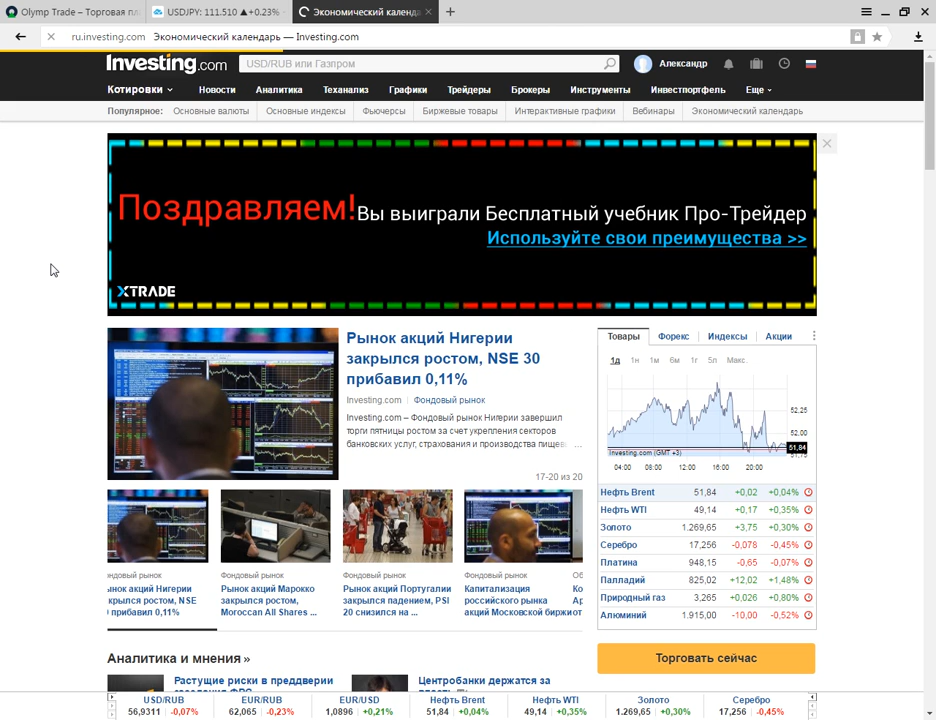 Olymp Trade – Торговая пл
USDJPY: 111.510 ▲+0.23%
Экономический календа
ru.investing.com Экономический календарь — Investing.com
Investing.com
USD/RUB или Газпром
Александр
Котировки
Новости
Аналитика
Теханализ
Графики
Трейдеры
Брокеры
Инструменты
Инвестпортфель
Еще
Популярное:
Основные валюты
Основные индексы
Фьючерсы
Биржевые товары
Интерактивные графики
Вебинары
Экономический календарь
Поздравляем! Вы выиграли Бесплатный учебник Про-Трейдер
Используйте свои преимущества >>
XTRADE
Рынок акций Нигерии
закрылся ростом, NSE 30
прибавил 0,11%
Investing.com | Фондовый рынок
Investing.com – Фондовый рынок Нигерии завершил
торги пятницы ростом за счет укрепления секторов
банковских услуг, страхования и производства пищев ...
17-20 из 20
ондовый рынок
ынок акций Нигерии
крылся ростом, NSE
) прибавил 0,11%
Фондовый рынок
Рынок акций Марокко
закрылся ростом,
Moroccan All Shares ...
Фондовый рынок
Рынок акций Португалии
закрылся падением, PSI
20 снизился на ...
Фондовый рынок
Капитализация
российского рынка
акций Московской биржи
Об
Ко
Ар
от
Товары
Форекс
Индексы
Акции
1д 1н 1м 6м 1г 5л Макс.
52,25
52,00
51,84
51,75
Investing.com (GMT +3)
04:00 08:00 12:00 16:00 20:00
Нефть Brent 51,84 +0,02 +0,04%
Нефть WTI 49,14 +0,17 +0,35%
Золото 1.269,65 +3,75 +0,30%
Серебро 17,256 -0,078 -0,45%
Платина 948,15 -0,65 -0,07%
Палладий 825,02 +12,02 +1,48%
Природный газ 3,265 +0,026 +0,80%
Алюминий 1.915,00 -10,00 -0,52%
Торговать сейчас
Аналитика и мнения »
Растущие риски в преддверии
заседания ФРС
Центробанки держатся за
USD/RUB
56,9311 -0,07%
EUR/RUB
62,065 -0,23%
EUR/USD
1,0896 +0,21%
Нефть Brent
51,84 +0,04%
Нефть WTI
49,14 +0,35%
Золото
1.269,65 +0,30%
Серебро
17,256 -0,45%